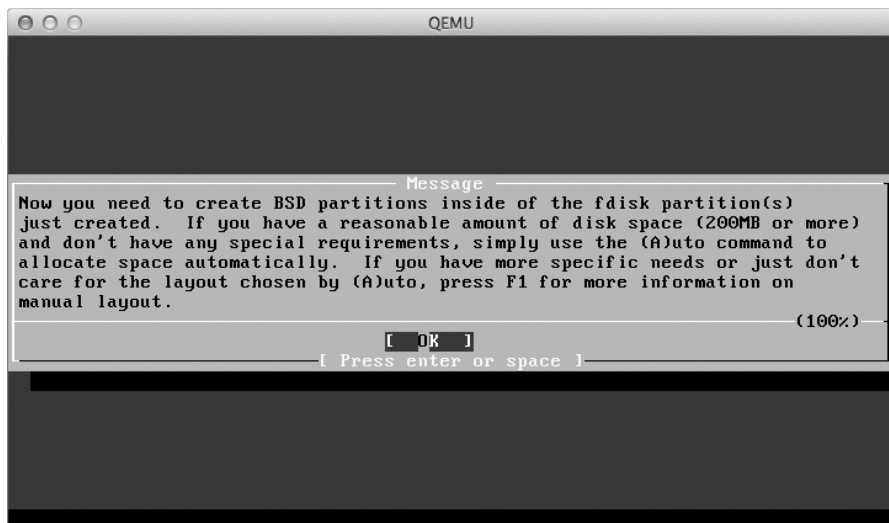 QEMU
Message
Now you need to create BSD partitions inside of the fdisk partition(s)
just created.  If you have a reasonable amount of disk space (200MB or more)
and don't have any special requirements, simply use the (A)uto command to
allocate space automatically.  If you have more specific needs or just don't
care for the layout chosen by (A)uto, press F1 for more information on
manual layout.
(100%)
[  OK  ]
[ Press enter or space ]